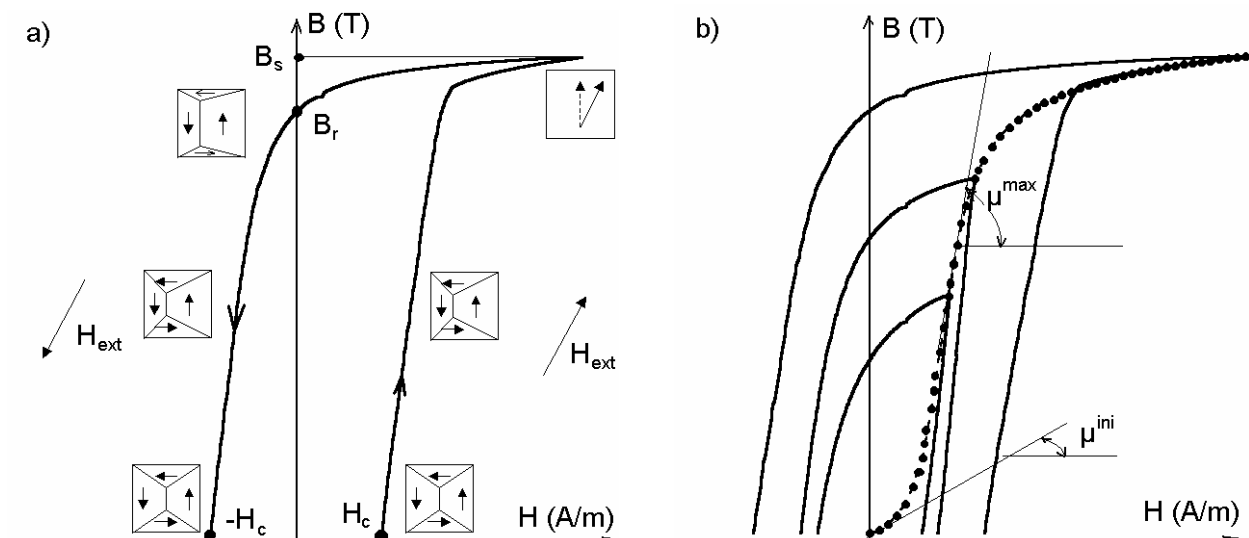 a)
B (T)
Bs
Br
Hext
Hext
-Hc
Hc
H (A/m)
b)
B (T)
μmax
μini
H (A/m)